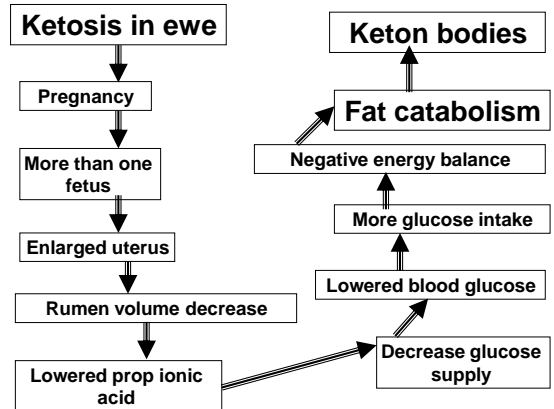 Ketosis in ewe
Pregnancy
More than one
fetus
Enlarged uterus
Rumen volume decrease
Lowered prop ionic
acid
Decrease glucose
supply
Lowered blood glucose
More glucose intake
Negative energy balance
Fat catabolism
Keton bodies